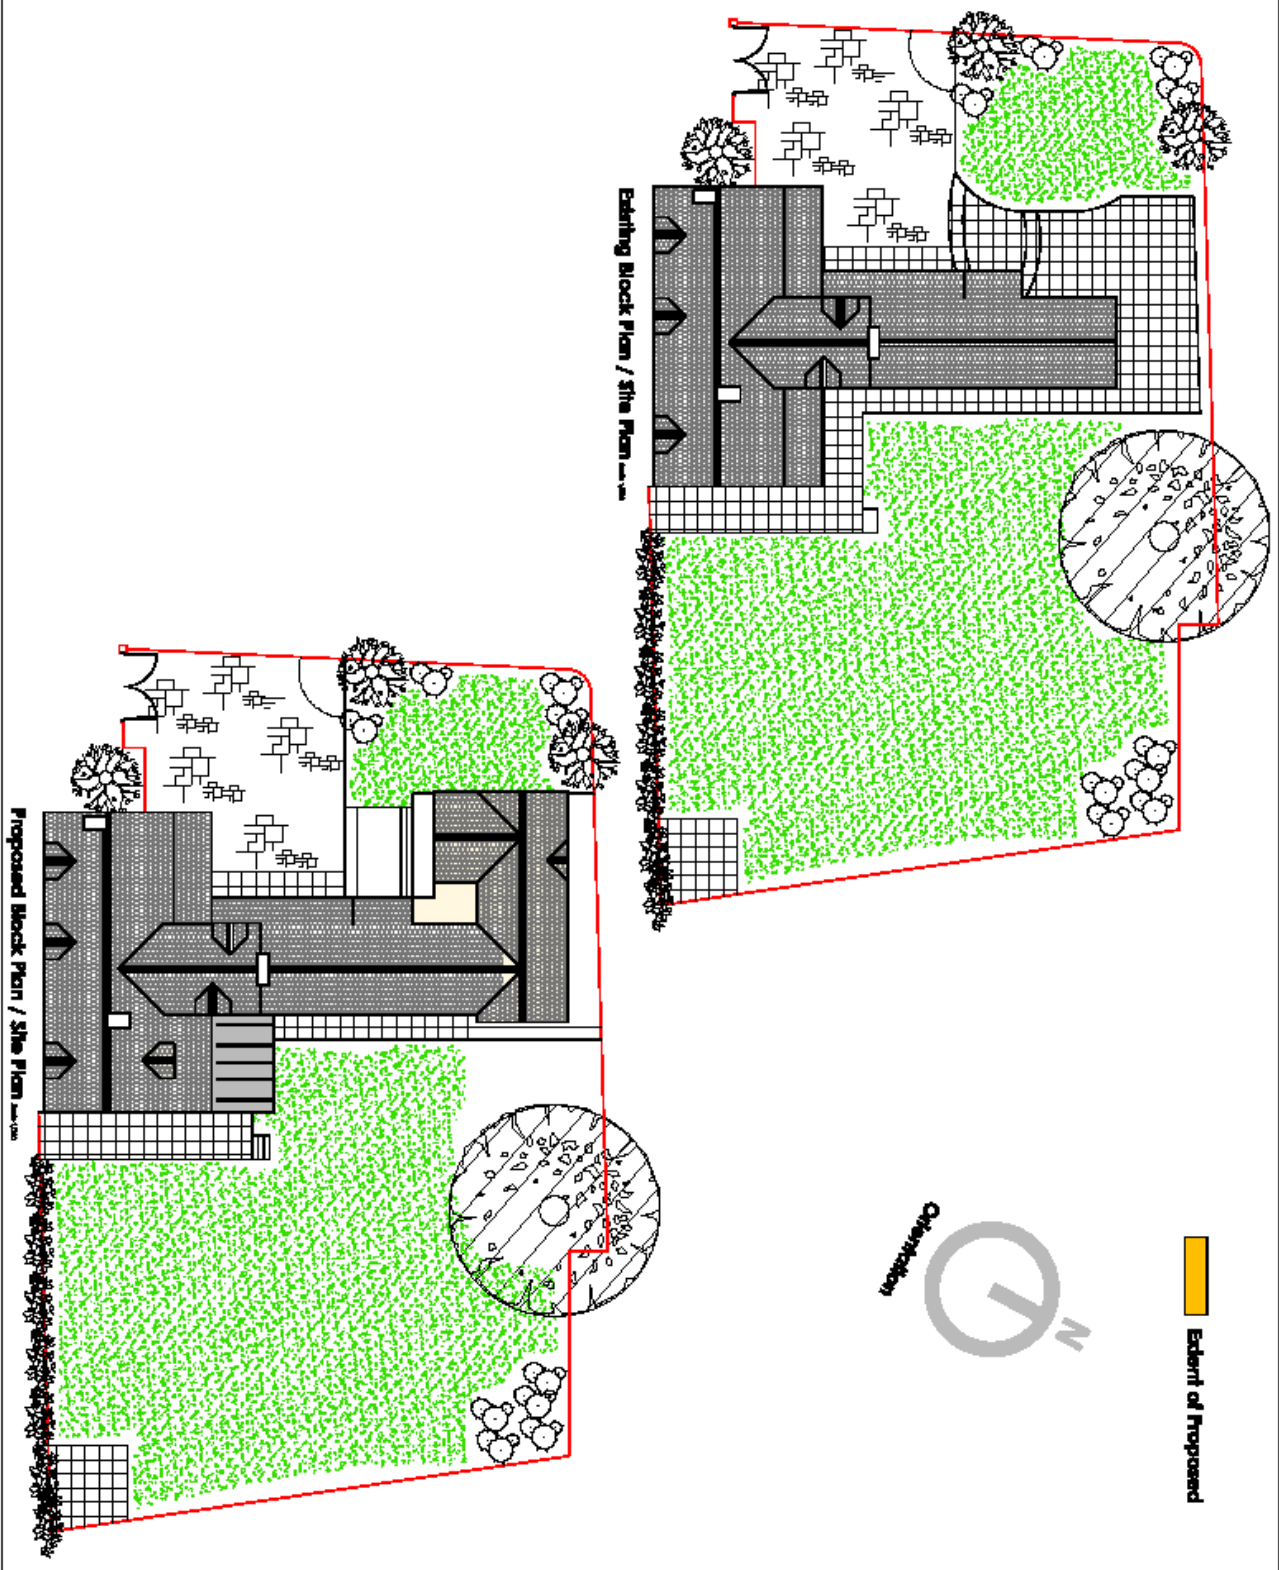 Existing Block Plan / Site Plan
Proposed Block Plan / Site Plan
Orientation
N
Extent of Proposed